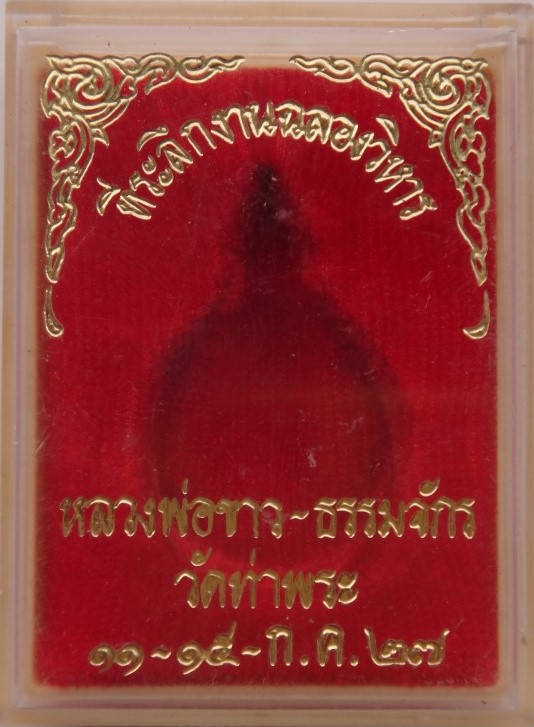 ที่ระลึกงานฉลองวิหาร
หลวงพ่อขาว-ธรรมจักร
วัดท่าพระ
๑๑-๑๕-ก.ค.๒๗